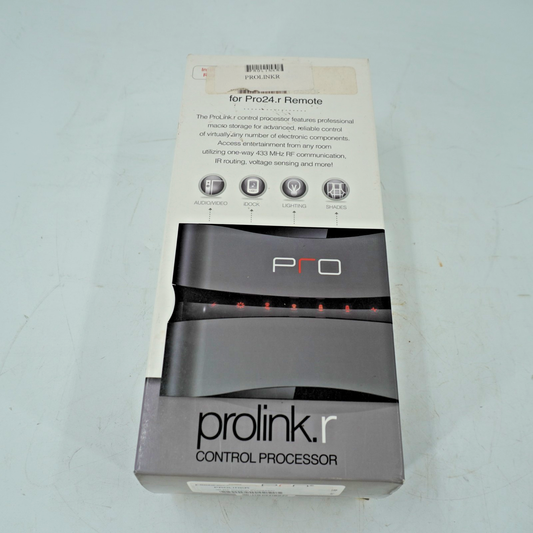 PROLINKR
for Pro24.r Remote
The ProLink.r control processor features professional
macro storage for advanced, reliable control
of virtually any number of electronic components.
Access entertainment from any room
utilizing one-way 433 MHz RF communication,
IR routing, voltage sensing and more!
AUDIO/VIDEO IDOCK LIGHTING SHADES
PRO
prolink.r
CONTROL PROCESSOR